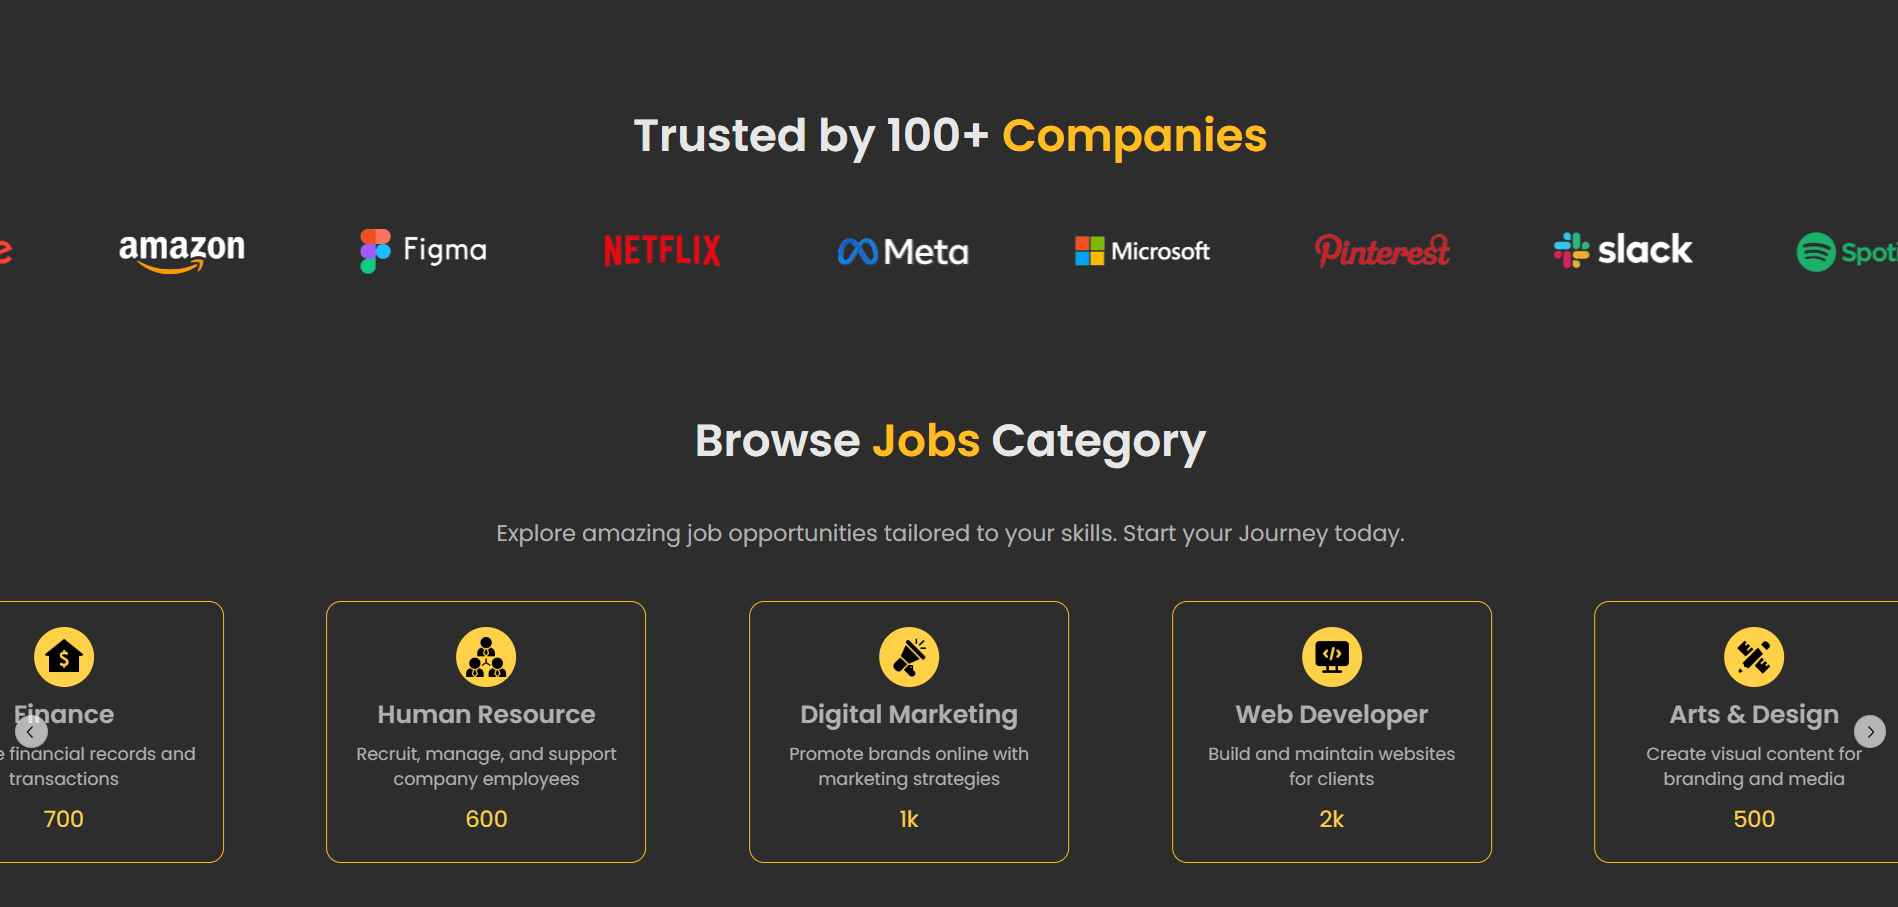 Trusted by 100+ Companies
e amazon Figma NETFLIX Meta Microsoft Pinterest slack Spoti
Browse Jobs Category
Explore amazing job opportunities tailored to your skills. Start your Journey today.
$
Finance
e financial records and
transactions
700
Human Resource
Recruit, manage, and support
company employees
600
Digital Marketing
Promote brands online with
marketing strategies
1k
</>
Web Developer
Build and maintain websites
for clients
2k
Arts & Design
Create visual content for
branding and media
500